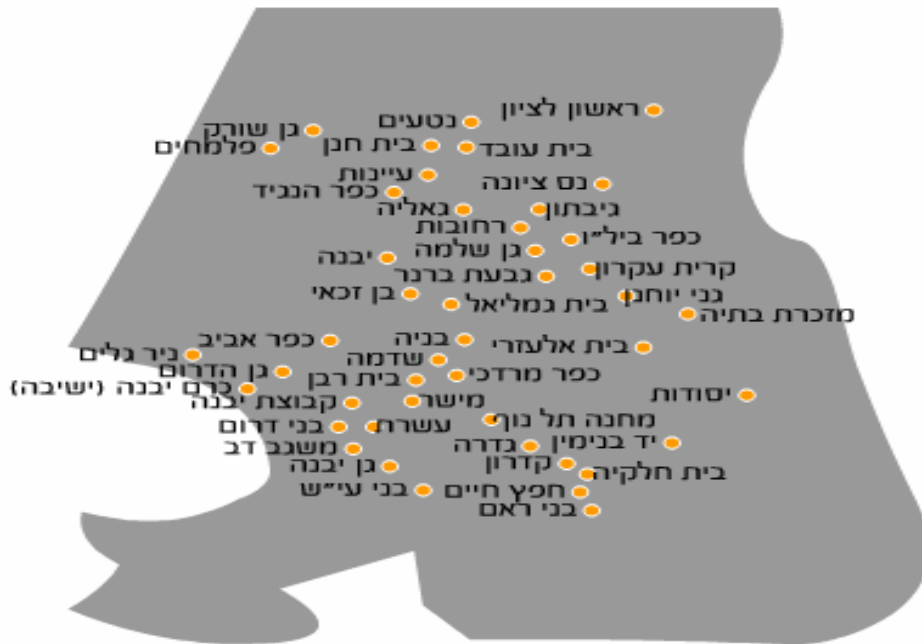 ראשון לציון
נטעים
גן שורק
פלמחים
בית חנן
בית עובד
עיינות
נס ציונה
כפר הנגיד
גאליה
גיבתון
רחובות
כפר ביל"ו
גן שלמה
יבנה
קרית עקרון
גבעת ברנר
בן זכאי
גני יוחנן
בית גמליאל
מזכרת בתיה
כפר אביב
בניה
בית אלעזרי
ניר גלים
שדמה
גן הדרום
כפר מרדכי
בית רבן
כרם יבנה (ישיבה)
יסודות
מישר
קבוצת יבנה
מחנה תל נוף
עשרת
בני דרום
יד בנימין
גדרה
משגב דב
קדרון
גן יבנה
בית חלקיה
בני עי"ש
חפץ חיים
בני ראם